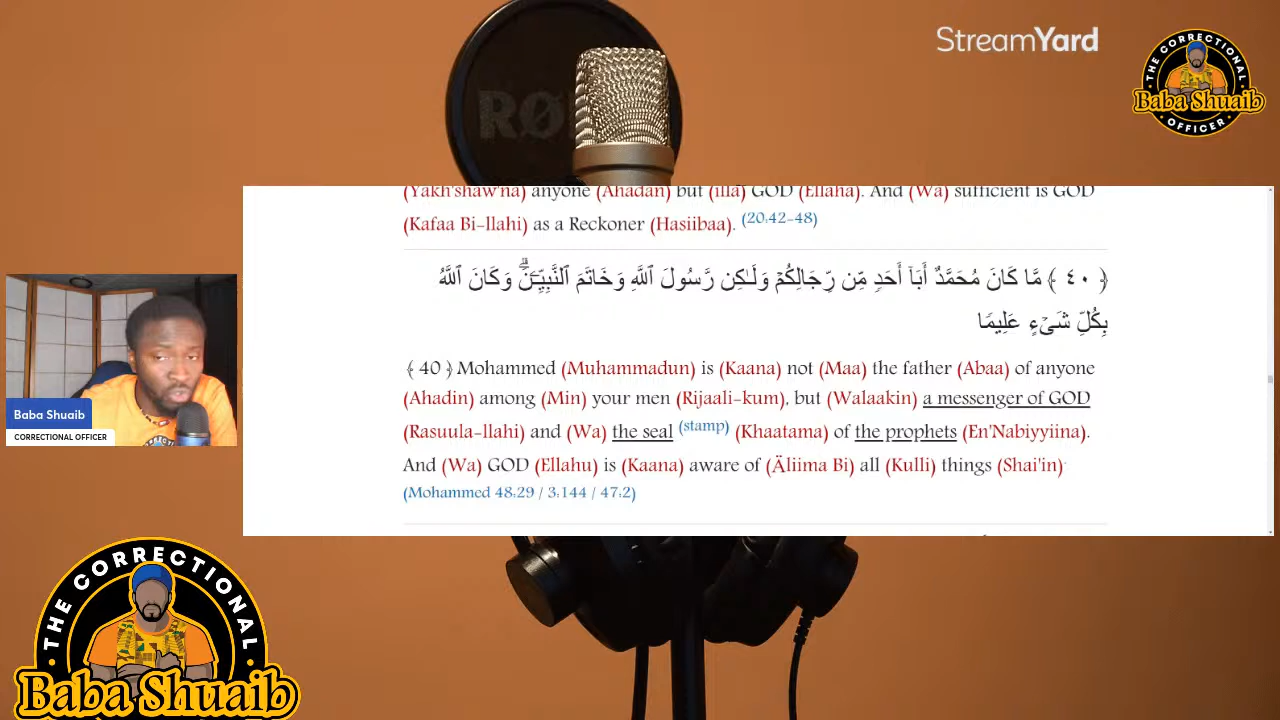 StreamYard
THE CORRECTIONAL
Baba Shuaib
OFFICER
RØ
(Yakh'shaw'na) anyone (Ahadan) but (illa) GOD (Ellaha). And (Wa) sufficient is GOD
(Kafaa Bi-llahi) as a Reckoner (Hasiibaa). (20:42-48)
﴿ ٤٠ ﴾ مَّا كَانَ مُحَمَّدٌ أَبَآ أَحَدٍ مِّن رِّجَالِكُمْ وَلَـٰكِن رَّسُولَ ٱللَّهِ وَخَاتَمَ ٱلنَّبِيِّـۧنَ ۗ وَكَانَ ٱللَّهُ
بِكُلِّ شَىْءٍ عَلِيمًا
﴾ 40 ﴿ Mohammed (Muhammadun) is (Kaana) not (Maa) the father (Abaa) of anyone
(Ahadin) among (Min) your men (Rijaali-kum), but (Walaakin) a messenger of GOD
(Rasuula-llahi) and (Wa) the seal (stamp) (Khaatama) of the prophets (En'Nabiyyiina).
And (Wa) GOD (Ellahu) is (Kaana) aware of (Äliima Bi) all (Kulli) things (Shai'in)
(Mohammed 48:29 / 3:144 / 47:2)
Baba Shuaib
CORRECTIONAL OFFICER
THE CORRECTIONAL
Baba Shuaib